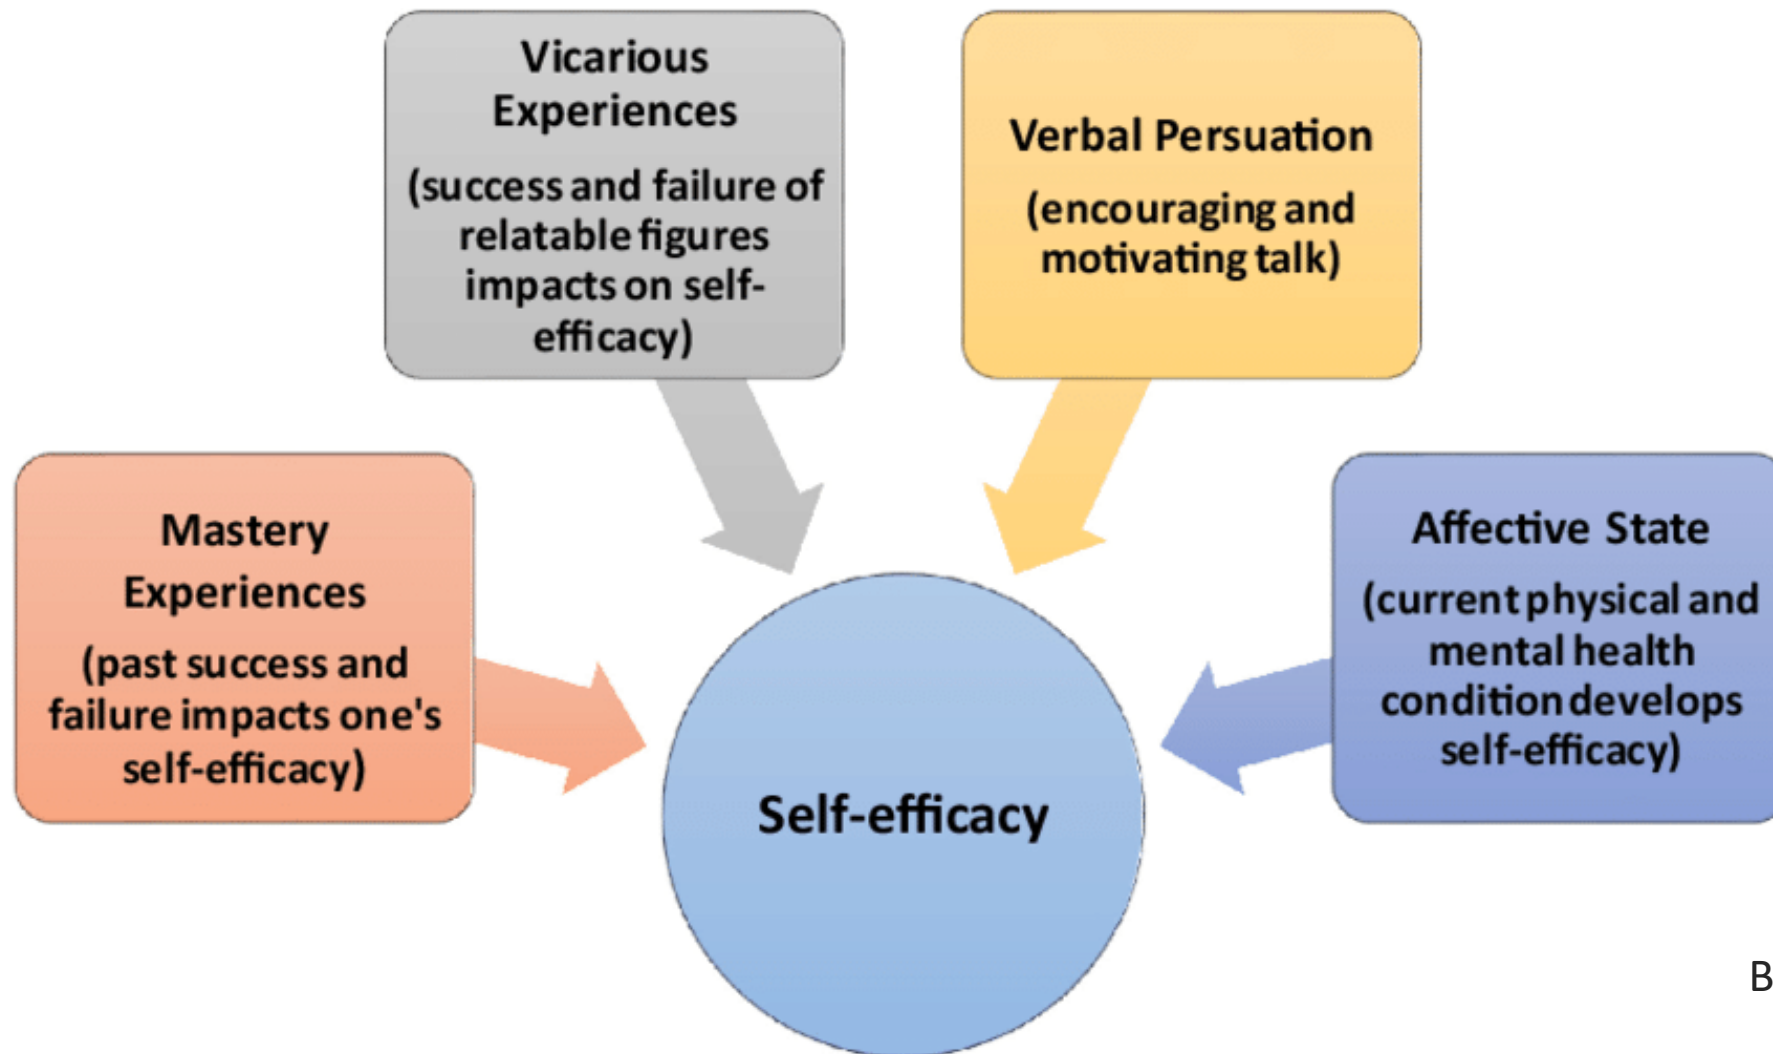 Vicarious
Experiences
(success and failure of
relatable figures
impacts on self-
efficacy)
Verbal Persuation
(encouraging and
motivating talk)
Mastery
Experiences
(past success and
failure impacts one's
self-efficacy)
Affective State
(current physical and
mental health
condition develops
self-efficacy)
Self-efficacy
B